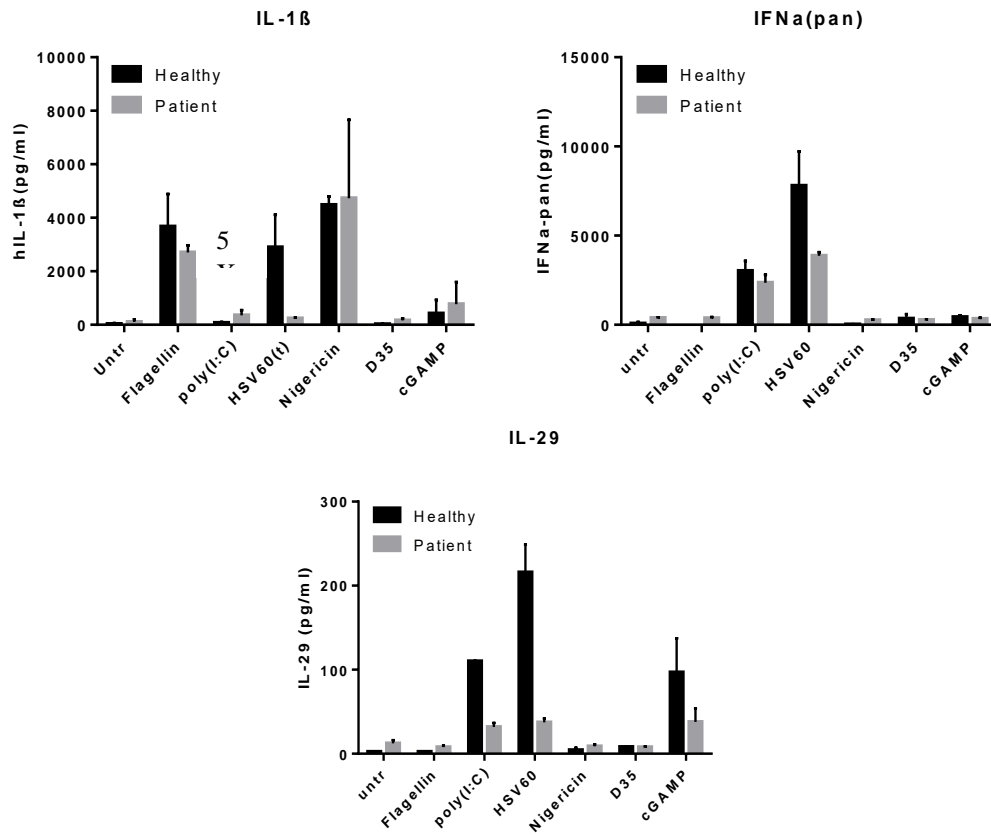 IL-1ß
10000
8000
6000
4000
2000
0
hIL-1ß(pg/ml)
Healthy
Patient
5
Untr
Flagellin
poly(I:C)
HSV60(t)
Nigericin
D35
cGAMP
IFNa(pan)
15000
10000
5000
0
IFNa-pan(pg/ml)
Healthy
Patient
untr
Flagellin
poly(I:C)
HSV60
Nigericin
D35
cGAMP
IL-29
300
200
100
0
IL-29 (pg/ml)
Healthy
Patient
untr
Flagellin
poly(I:C)
HSV60
Nigericin
D35
cGAMP